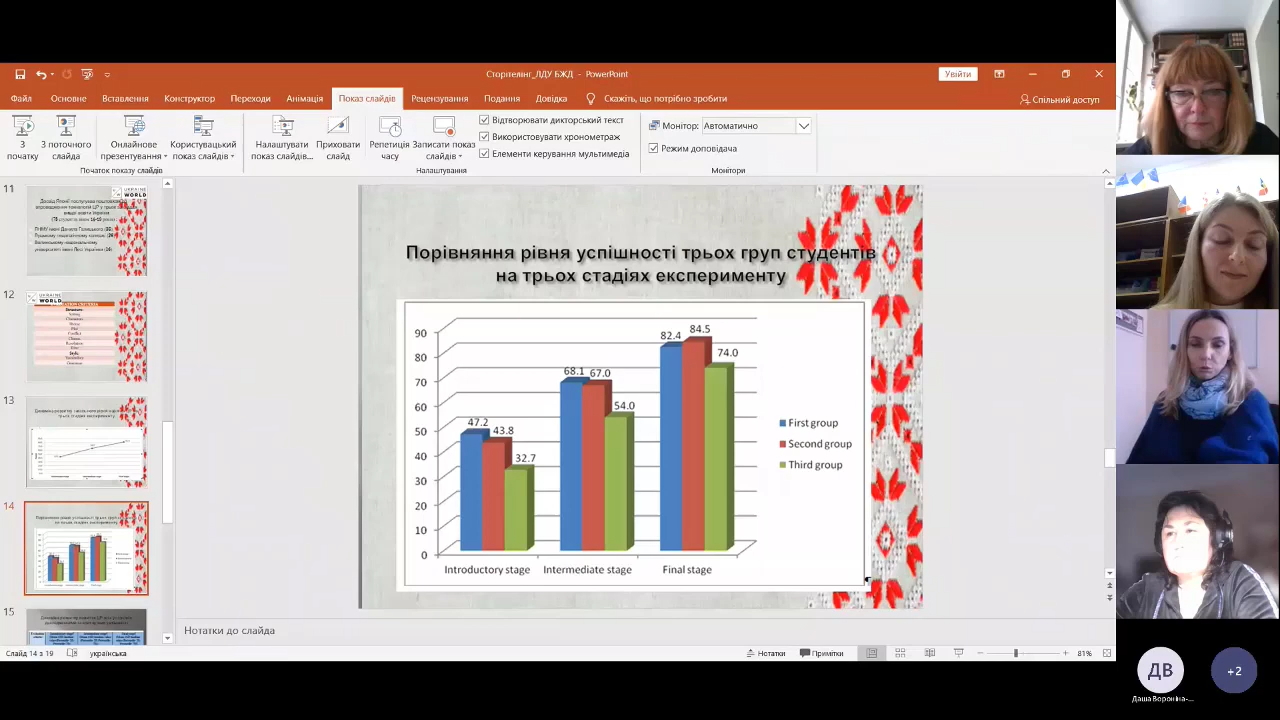 Сторітелінг_ЛДУ БЖД - PowerPoint
Увійти
Файл Основне Вставлення Конструктор Переходи Анімація Показ слайдів Рецензування Подання Довідка Скажіть, що потрібно зробити Спільний доступ
З початку
З поточного слайда
Онлайнове презентування
Користувацький показ слайдів
Початок показу слайдів
Налаштувати показ слайдів...
Приховати слайд
Репетиція часу
Записати показ слайдів
Відтворювати дикторський текст
Використовувати хронометраж
Елементи керування мультимедіа
Налаштування
Монітор: Автоматично
Режим доповідача
Монітори
11
UKRAINE
WORLD
12
UKRAINE
WORLD
13
14
15
Порівняння рівня успішності трьох груп студентів
на трьох стадіях експерименту
90
80
70
60
50
40
30
20
10
0
47.2 43.8 32.7
68.1 67.0 54.0
82.4 84.5 74.0
Introductory stage Intermediate stage Final stage
First group
Second group
Third group
Нотатки до слайда
Слайд 14 з 19 українська Нотатки Примітки 81%
ДВ
+2
Даша Вороніна-...